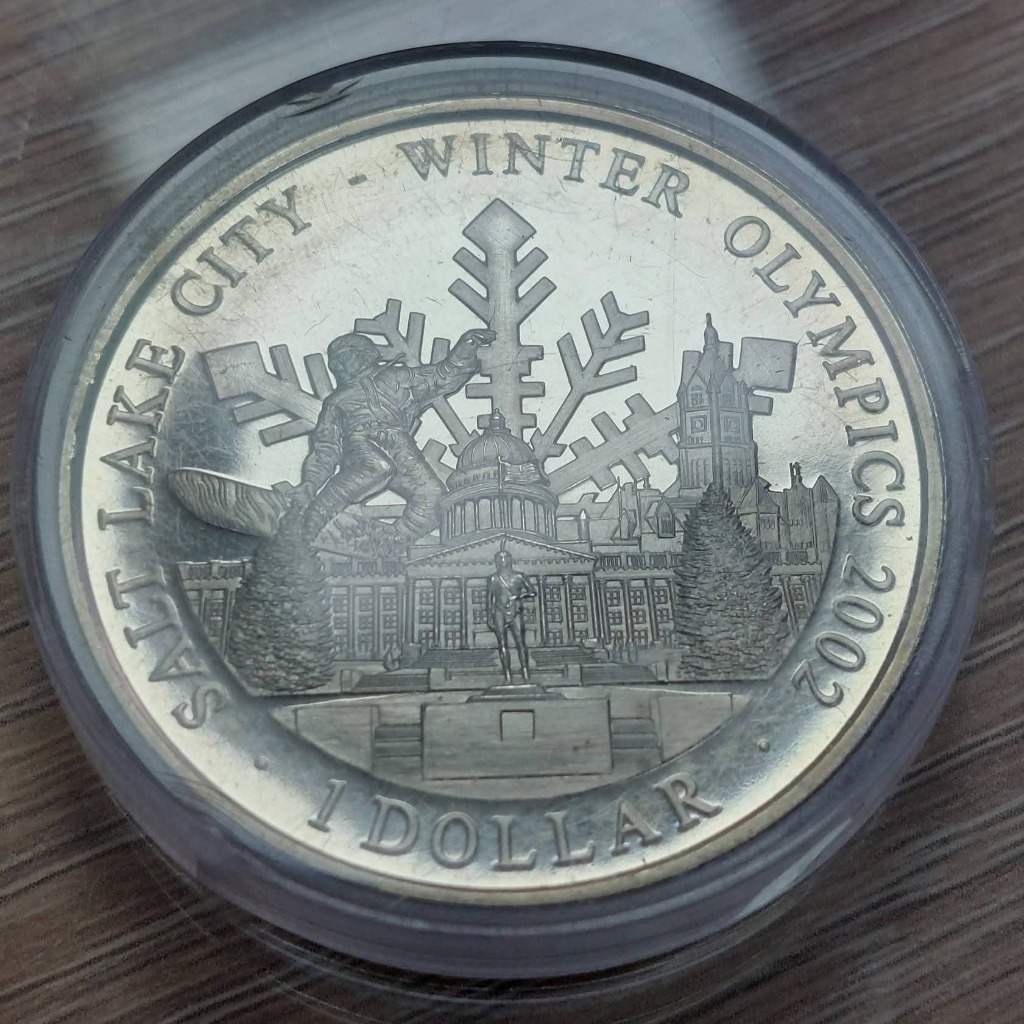 SALT LAKE CITY - WINTER OLYMPICS 2002
· 1 DOLLAR ·